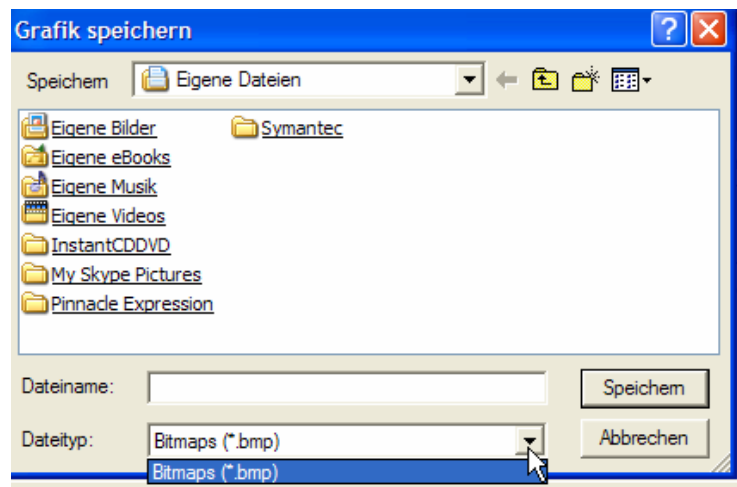 Grafik speichern
Speichern Eigene Dateien
Eigene Bilder Symantec
Eigene eBooks
Eigene Musik
Eigene Videos
InstantCDDVD
My Skype Pictures
Pinnacle Expression
Dateiname: Speichern
Dateityp: Bitmaps (*.bmp) Abbrechen
Bitmaps (*.bmp)